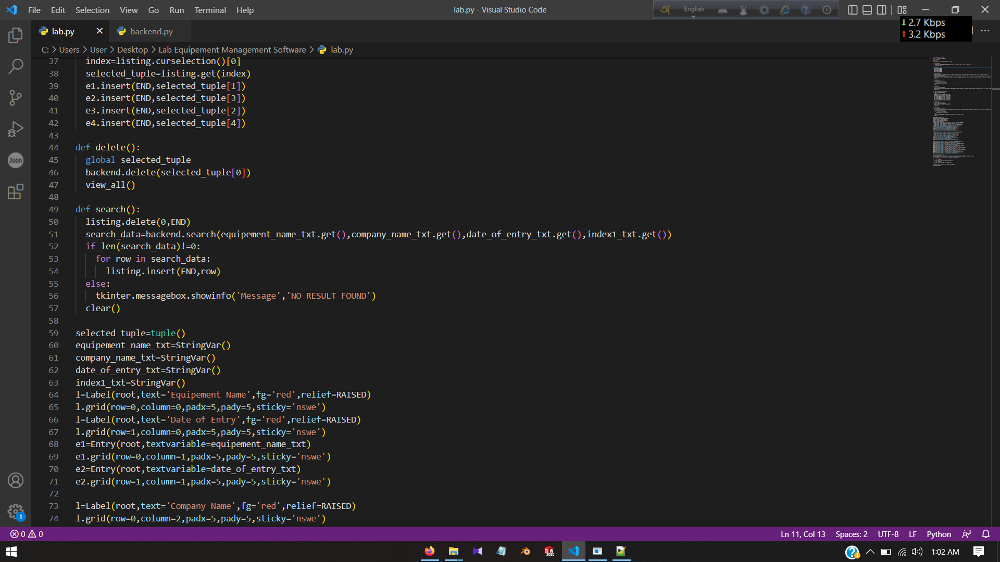 File Edit Selection View Go Run Terminal Help
lab.py - Visual Studio Code
English
2.7 Kbps
3.2 Kbps
lab.py
backend.py
C: > Users > User > Desktop > Lab Equipement Management Software > lab.py
37 index=listing.curselection()[0]
38 selected_tuple=listing.get(index)
39 e1.insert(END,selected_tuple[1])
40 e2.insert(END,selected_tuple[3])
41 e3.insert(END,selected_tuple[2])
42 e4.insert(END,selected_tuple[4])
43
44 def delete():
45 global selected_tuple
46 backend.delete(selected_tuple[0])
47 view_all()
48
49 def search():
50 listing.delete(0,END)
51 search_data=backend.search(equipement_name_txt.get(),company_name_txt.get(),date_of_entry_txt.get(),index1_txt.get())
52 if len(search_data)!=0:
53 for row in search_data:
54 listing.insert(END,row)
55 else:
56 tkinter.messagebox.showinfo('Message','NO RESULT FOUND')
57 clear()
58
59 selected_tuple=tuple()
60 equipement_name_txt=StringVar()
61 company_name_txt=StringVar()
62 date_of_entry_txt=StringVar()
63 index1_txt=StringVar()
64 l=Label(root,text='Equipement Name',fg='red',relief=RAISED)
65 l.grid(row=0,column=0,padx=5,pady=5,sticky='nswe')
66 l=Label(root,text='Date of Entry',fg='red',relief=RAISED)
67 l.grid(row=1,column=0,padx=5,pady=5,sticky='nswe')
68 e1=Entry(root,textvariable=equipement_name_txt)
69 e1.grid(row=0,column=1,padx=5,pady=5,sticky='nswe')
70 e2=Entry(root,textvariable=date_of_entry_txt)
71 e2.grid(row=1,column=1,padx=5,pady=5,sticky='nswe')
72
73 l=Label(root,text='Company Name',fg='red',relief=RAISED)
74 l.grid(row=0,column=2,padx=5,pady=5,sticky='nswe')
Json
1
0 0
Ln 11, Col 13 Spaces: 2 UTF-8 LF Python
SW 2020
1:02 AM